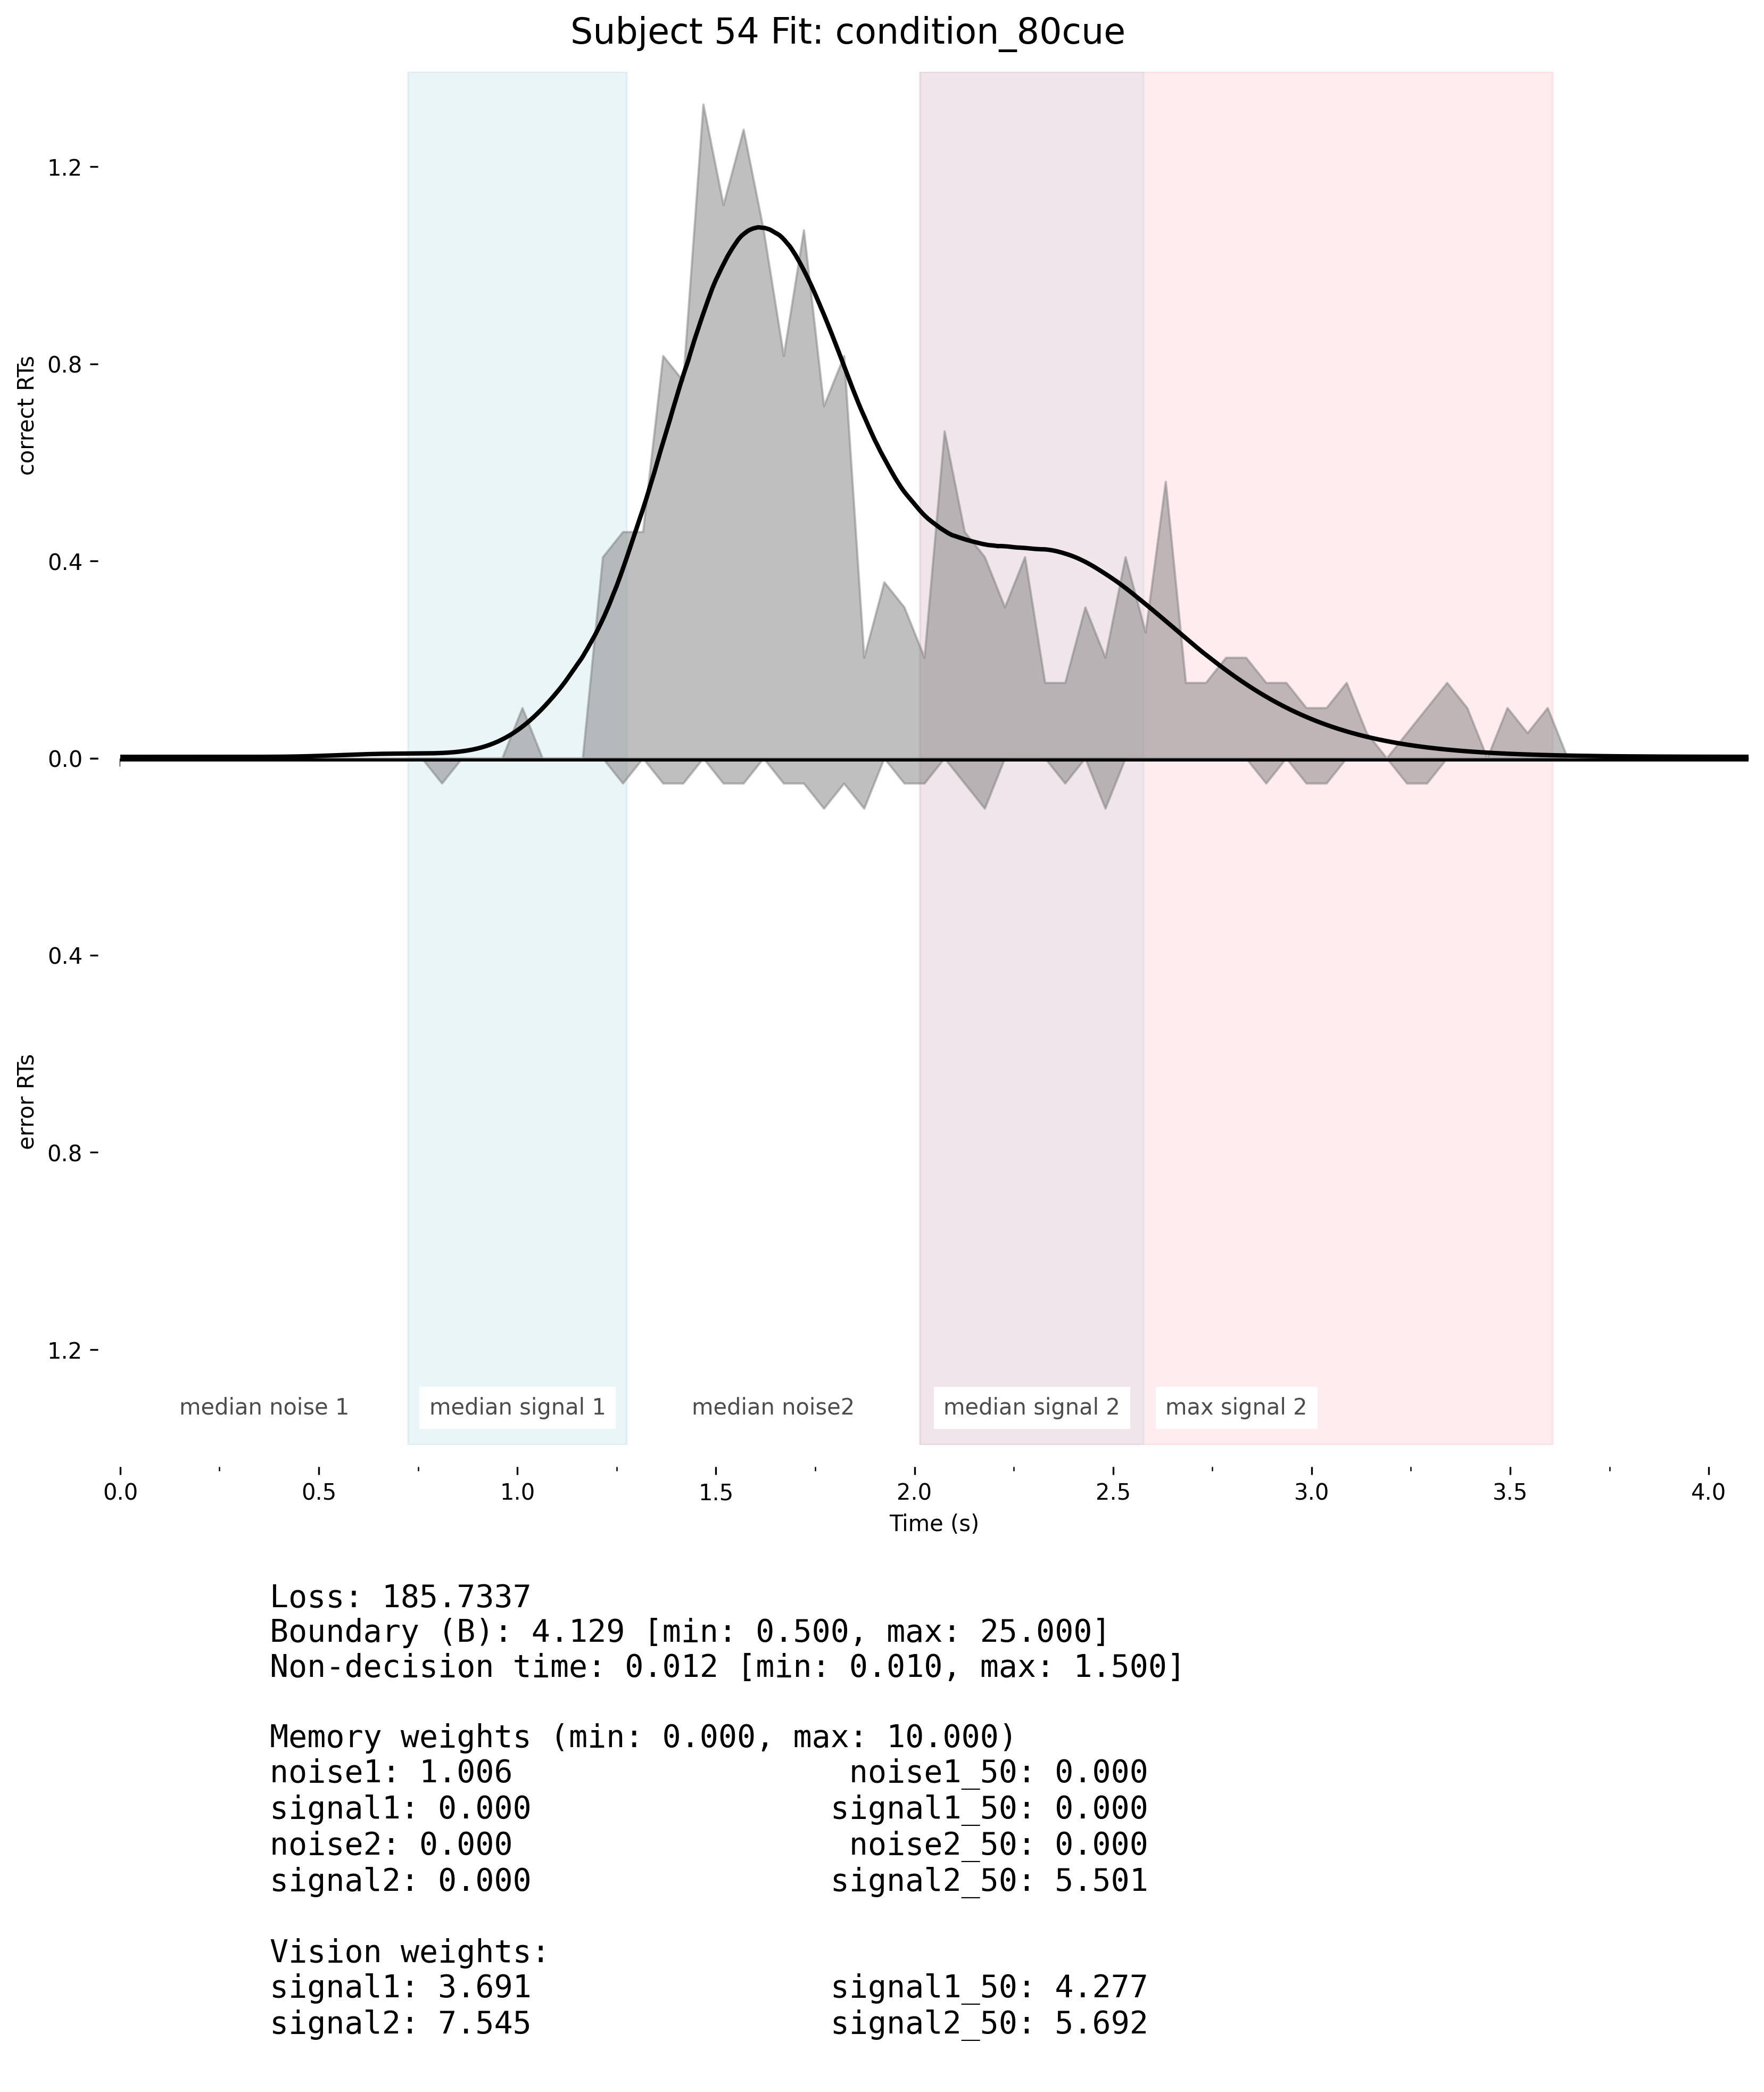 Subject 54 Fit: condition_80cue
1.2
0.8
0.4
0.0
0.4
0.8
1.2
correct RTs
error RTs
median noise 1
median signal 1
median noise2
median signal 2
max signal 2
0.0 0.5 1.0 1.5 2.0 2.5 3.0 3.5 4.0
Time (s)
Loss: 185.7337
Boundary (B): 4.129 [min: 0.500, max: 25.000]
Non-decision time: 0.012 [min: 0.010, max: 1.500]
Memory weights (min: 0.000, max: 10.000)
noise1: 1.006 noise1_50: 0.000
signal1: 0.000 signal1_50: 0.000
noise2: 0.000 noise2_50: 0.000
signal2: 0.000 signal2_50: 5.501
Vision weights:
signal1: 3.691 signal1_50: 4.277
signal2: 7.545 signal2_50: 5.692